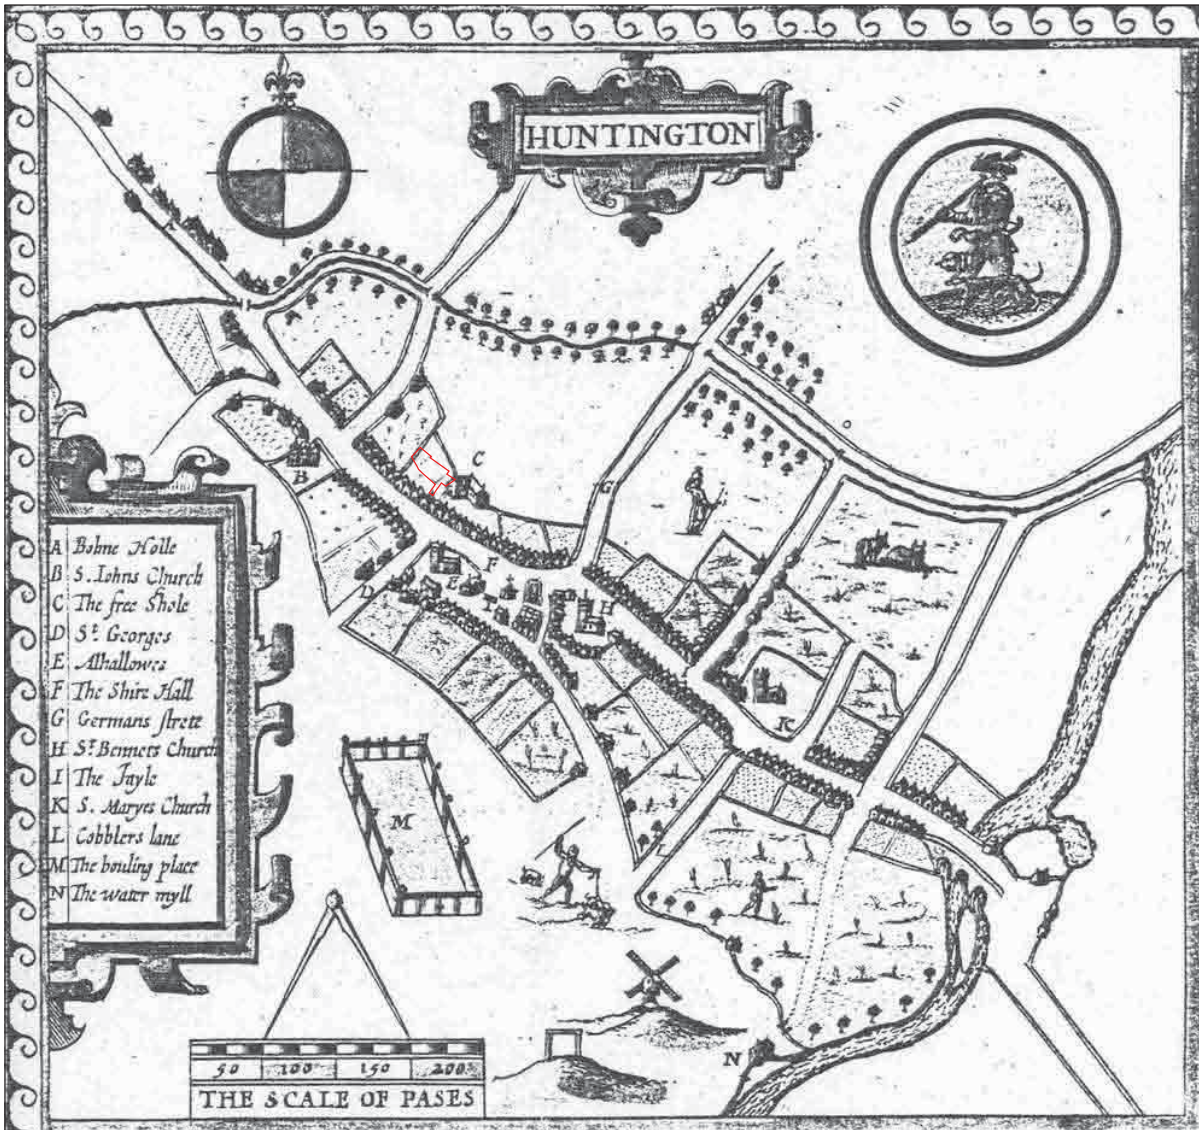 HUNTINGTON
A Bohne Holle
B S. Iohns Church
C The free Shole
D Sᵗ Georges
E Alhallowes
F The Shire Hall
G Germans strett
H Sᵗ Bennets Church
I The Jayle
K S. Maryes Church
L Cobblers lane
M The bouling place
N The water myll
A
C
B
G
F
E
D
I
H
K
M
L
N
50 100 150 200
THE SCALE OF PASES